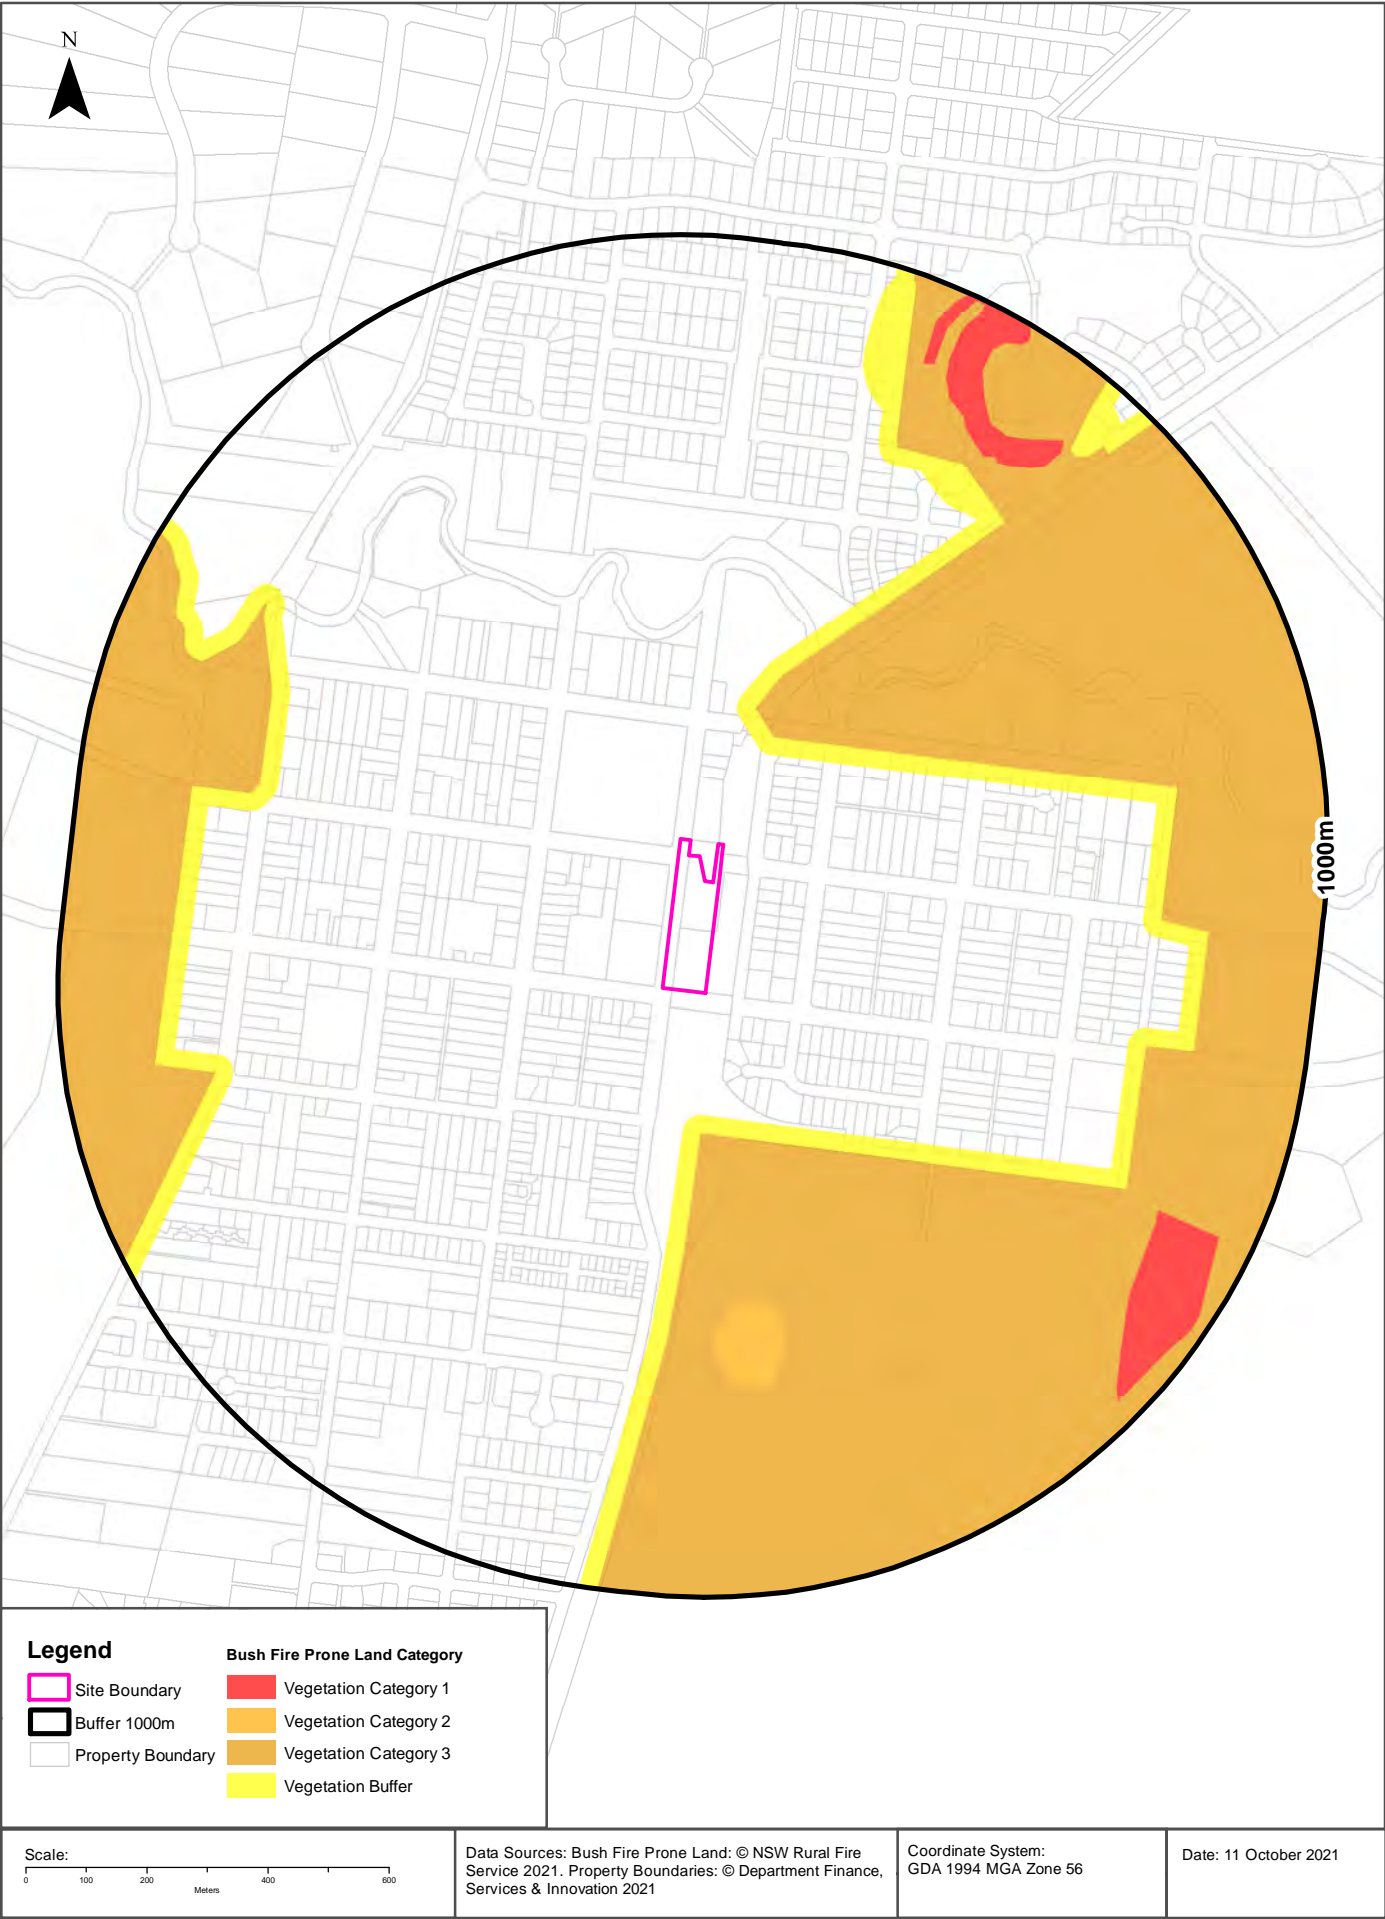 N
1000m
Legend
Site Boundary
Buffer 1000m
Property Boundary
Bush Fire Prone Land Category
Vegetation Category 1
Vegetation Category 2
Vegetation Category 3
Vegetation Buffer
Scale:
0 100 200 400 600
Meters
Data Sources: Bush Fire Prone Land: © NSW Rural Fire
Service 2021. Property Boundaries: © Department Finance,
Services & Innovation 2021
Coordinate System:
GDA 1994 MGA Zone 56
Date: 11 October 2021